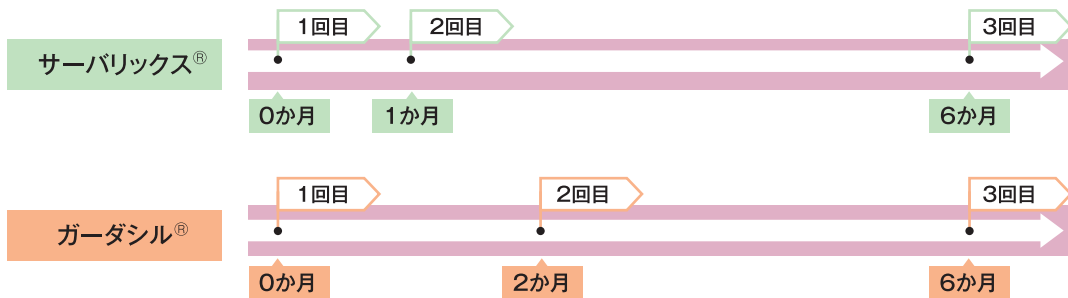 1回目 2回目 3回目
サーバリックス®
0か月 1か月 6か月
1回目 2回目 3回目
ガーダシル®
0か月 2か月 6か月